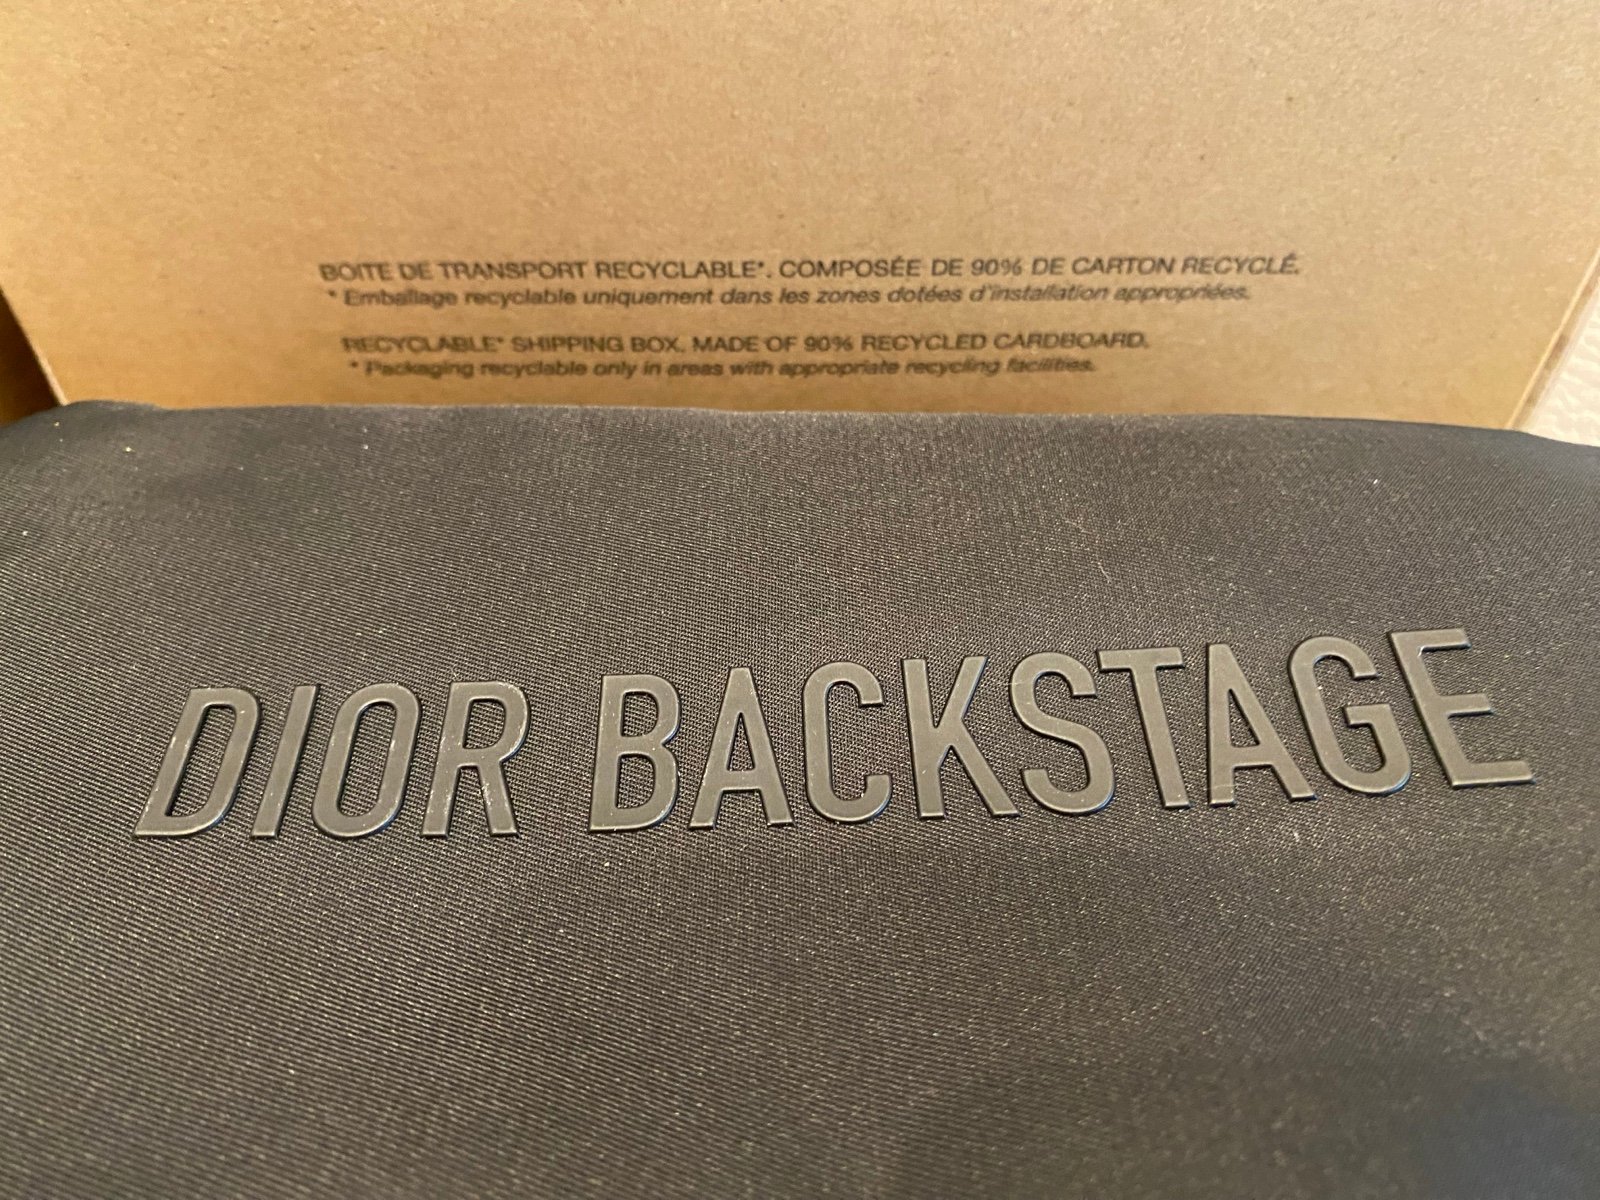 BOITE DE TRANSPORT RECYCLABLE*. COMPOSÉE DE 90% DE CARTON RECYCLÉ.
* Emballage recyclable uniquement dans les zones dotées d'installation appropriées.
RECYCLABLE* SHIPPING BOX. MADE OF 90% RECYCLED CARDBOARD.
* Packaging recyclable only in areas with appropriate recycling facilities.
DIOR BACKSTAGE